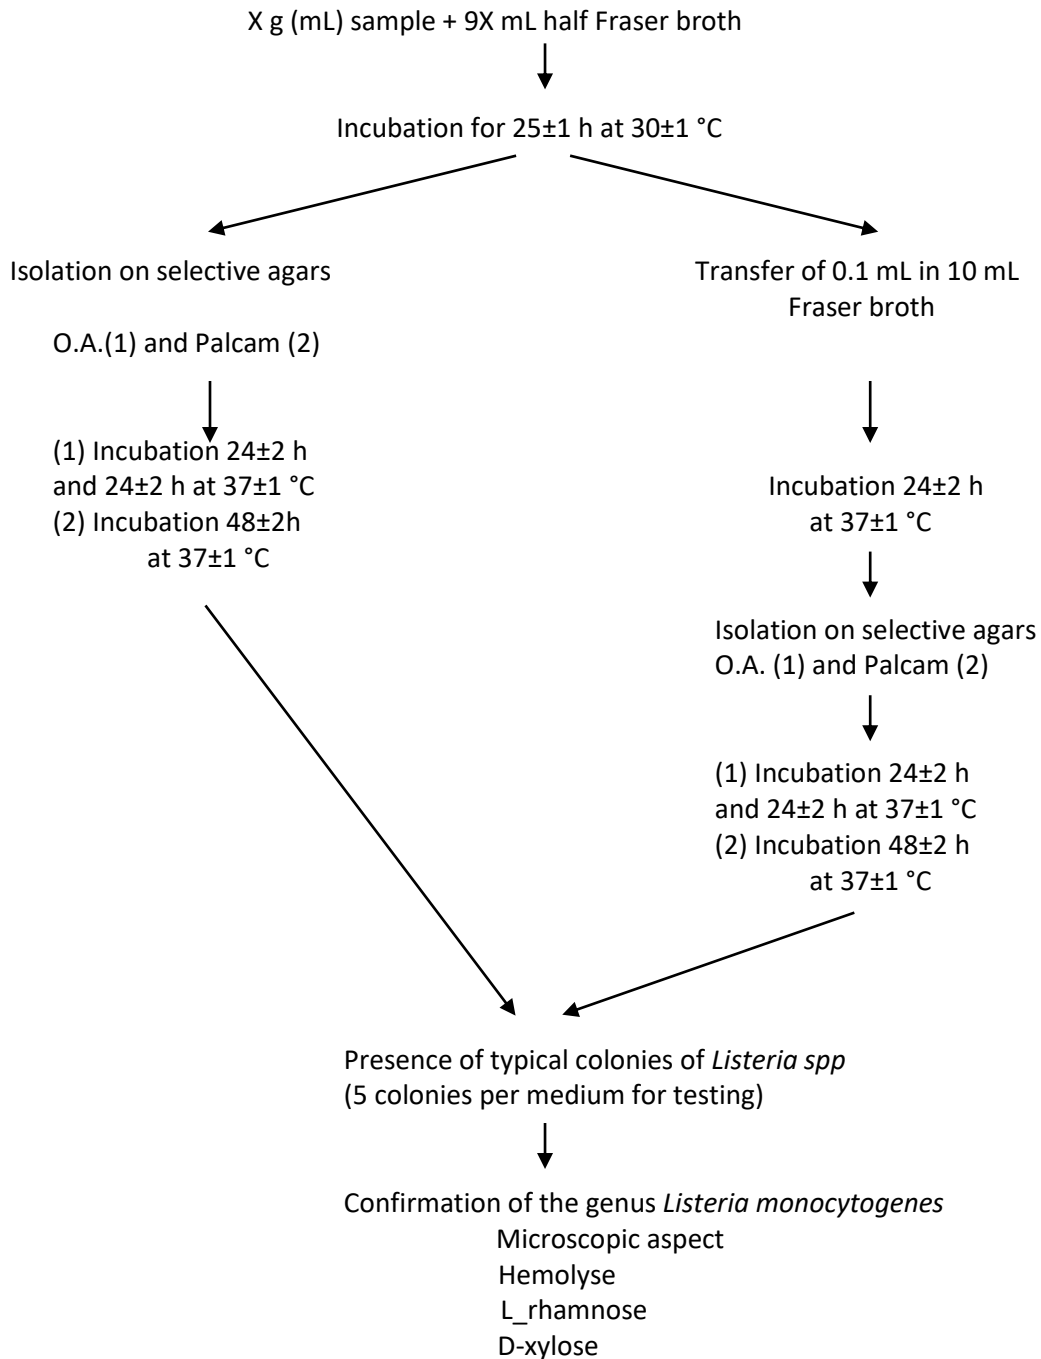 X g (mL) sample + 9X mL half Fraser broth
Incubation for 25±1 h at 30±1 °C
Isolation on selective agars
O.A.(1) and Palcam (2)
(1) Incubation 24±2 h
and 24±2 h at 37±1 °C
(2) Incubation 48±2h
at 37±1 °C
Transfer of 0.1 mL in 10 mL
Fraser broth
Incubation 24±2 h
at 37±1 °C
Isolation on selective agars
O.A. (1) and Palcam (2)
(1) Incubation 24±2 h
and 24±2 h at 37±1 °C
(2) Incubation 48±2 h
at 37±1 °C
Presence of typical colonies of Listeria spp
(5 colonies per medium for testing)
Confirmation of the genus Listeria monocytogenes
Microscopic aspect
Hemolyse
L_rhamnose
D-xylose